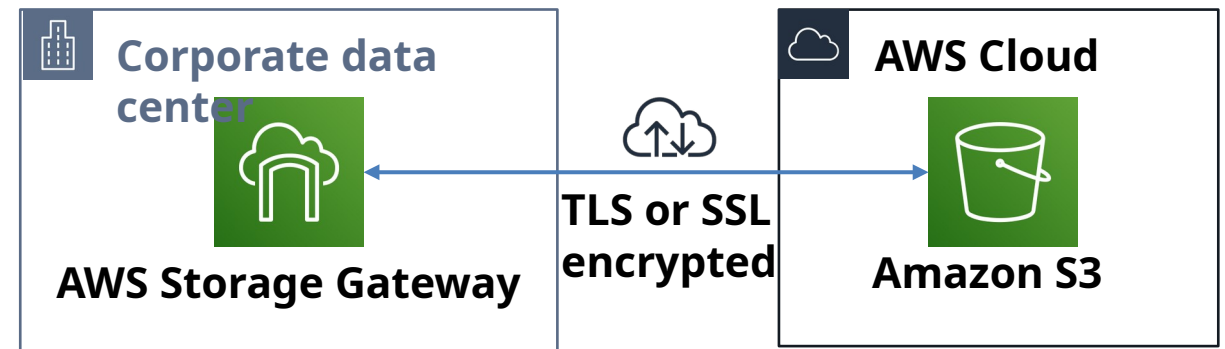 Corporate data
center
AWS Cloud
TLS or SSL
encrypted
AWS Storage Gateway
Amazon S3